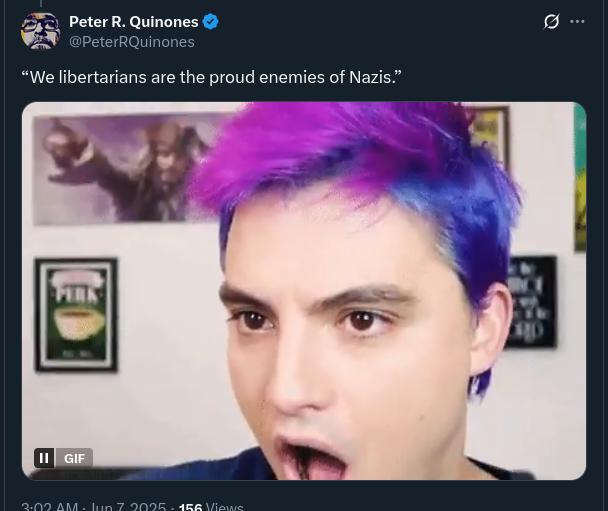 Peter R. Quinones
@PeterRQuinones
“We libertarians are the proud enemies of Nazis.”
PERK
GIF
3:02 AM · Jun 7, 2025 · 156 Views